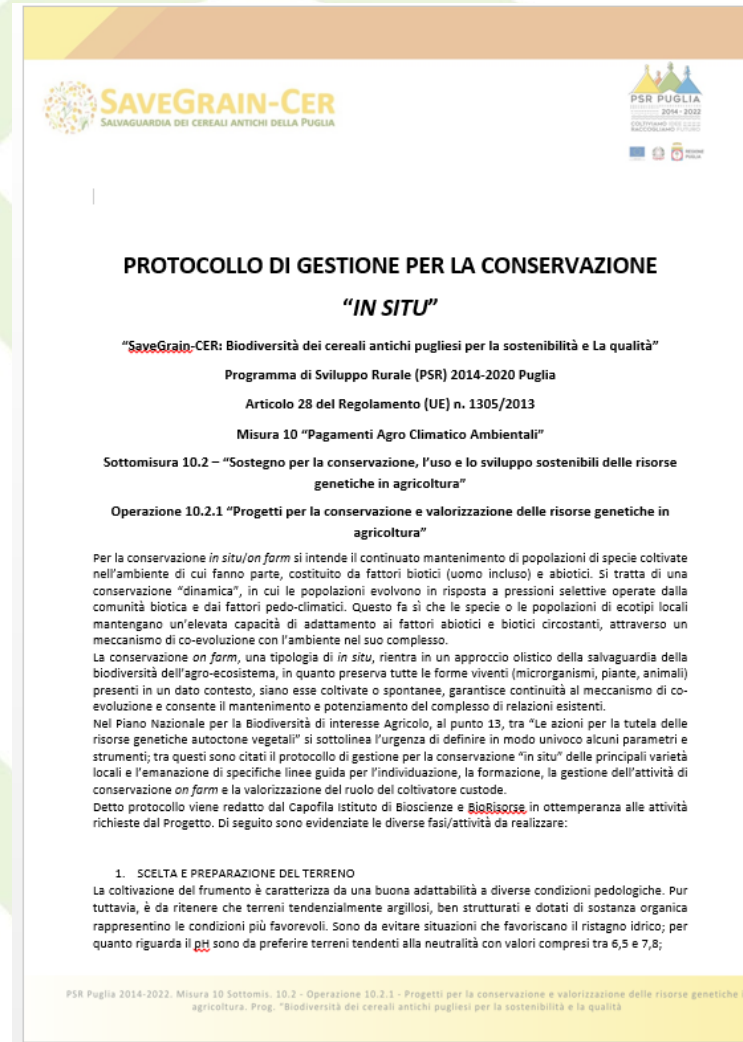 SAVEGRAIN-CER
SALVAGUARDIA DEI CEREALI ANTICHI DELLA PUGLIA
PSR PUGLIA
2014 - 2022
COLTIVIAMO IDEE
RACCOGLIAMO FUTURO
REGIONE
PUGLIA
PROTOCOLLO DI GESTIONE PER LA CONSERVAZIONE
"IN SITU"
"SaveGrain-CER: Biodiversità dei cereali antichi pugliesi per la sostenibilità e La qualità"
Programma di Sviluppo Rurale (PSR) 2014-2020 Puglia
Articolo 28 del Regolamento (UE) n. 1305/2013
Misura 10 "Pagamenti Agro Climatico Ambientali"
Sottomisura 10.2 – "Sostegno per la conservazione, l'uso e lo sviluppo sostenibili delle risorse
genetiche in agricoltura"
Operazione 10.2.1 "Progetti per la conservazione e valorizzazione delle risorse genetiche in
agricoltura"
Per la conservazione in situ/on farm si intende il continuato mantenimento di popolazioni di specie coltivate
nell'ambiente di cui fanno parte, costituito da fattori biotici (uomo incluso) e abiotici. Si tratta di una
conservazione "dinamica", in cui le popolazioni evolvono in risposta a pressioni selettive operate dalla
comunità biotica e dai fattori pedo-climatici. Questo fa sì che le specie o le popolazioni di ecotipi locali
mantengano un'elevata capacità di adattamento ai fattori abiotici e biotici circostanti, attraverso un
meccanismo di co-evoluzione con l'ambiente nel suo complesso.
La conservazione on farm, una tipologia di in situ, rientra in un approccio olistico della salvaguardia della
biodiversità dell'agro-ecosistema, in quanto preserva tutte le forme viventi (microrganismi, piante, animali)
presenti in un dato contesto, siano esse coltivate o spontanee, garantisce continuità al meccanismo di co-
evoluzione e consente il mantenimento e potenziamento del complesso di relazioni esistenti.
Nel Piano Nazionale per la Biodiversità di interesse Agricolo, al punto 13, tra "Le azioni per la tutela delle
risorse genetiche autoctone vegetali" si sottolinea l'urgenza di definire in modo univoco alcuni parametri e
strumenti; tra questi sono citati il protocollo di gestione per la conservazione "in situ" delle principali varietà
locali e l'emanazione di specifiche linee guida per l'individuazione, la formazione, la gestione dell'attività di
conservazione on farm e la valorizzazione del ruolo del coltivatore custode.
Detto protocollo viene redatto dal Capofila Istituto di Bioscienze e BioRisorse in ottemperanza alle attività
richieste dal Progetto. Di seguito sono evidenziate le diverse fasi/attività da realizzare:
1. SCELTA E PREPARAZIONE DEL TERRENO
La coltivazione del frumento è caratterizza da una buona adattabilità a diverse condizioni pedologiche. Pur
tuttavia, è da ritenere che terreni tendenzialmente argillosi, ben strutturati e dotati di sostanza organica
rappresentino le condizioni più favorevoli. Sono da evitare situazioni che favoriscano il ristagno idrico; per
quanto riguarda il pH sono da preferire terreni tendenti alla neutralità con valori compresi tra 6,5 e 7,8;
PSR Puglia 2014-2022. Misura 10 Sottomis. 10.2 - Operazione 10.2.1 - Progetti per la conservazione e valorizzazione delle risorse genetiche i
agricoltura. Prog. "Biodiversità dei cereali antichi pugliesi per la sostenibilità e la qualità